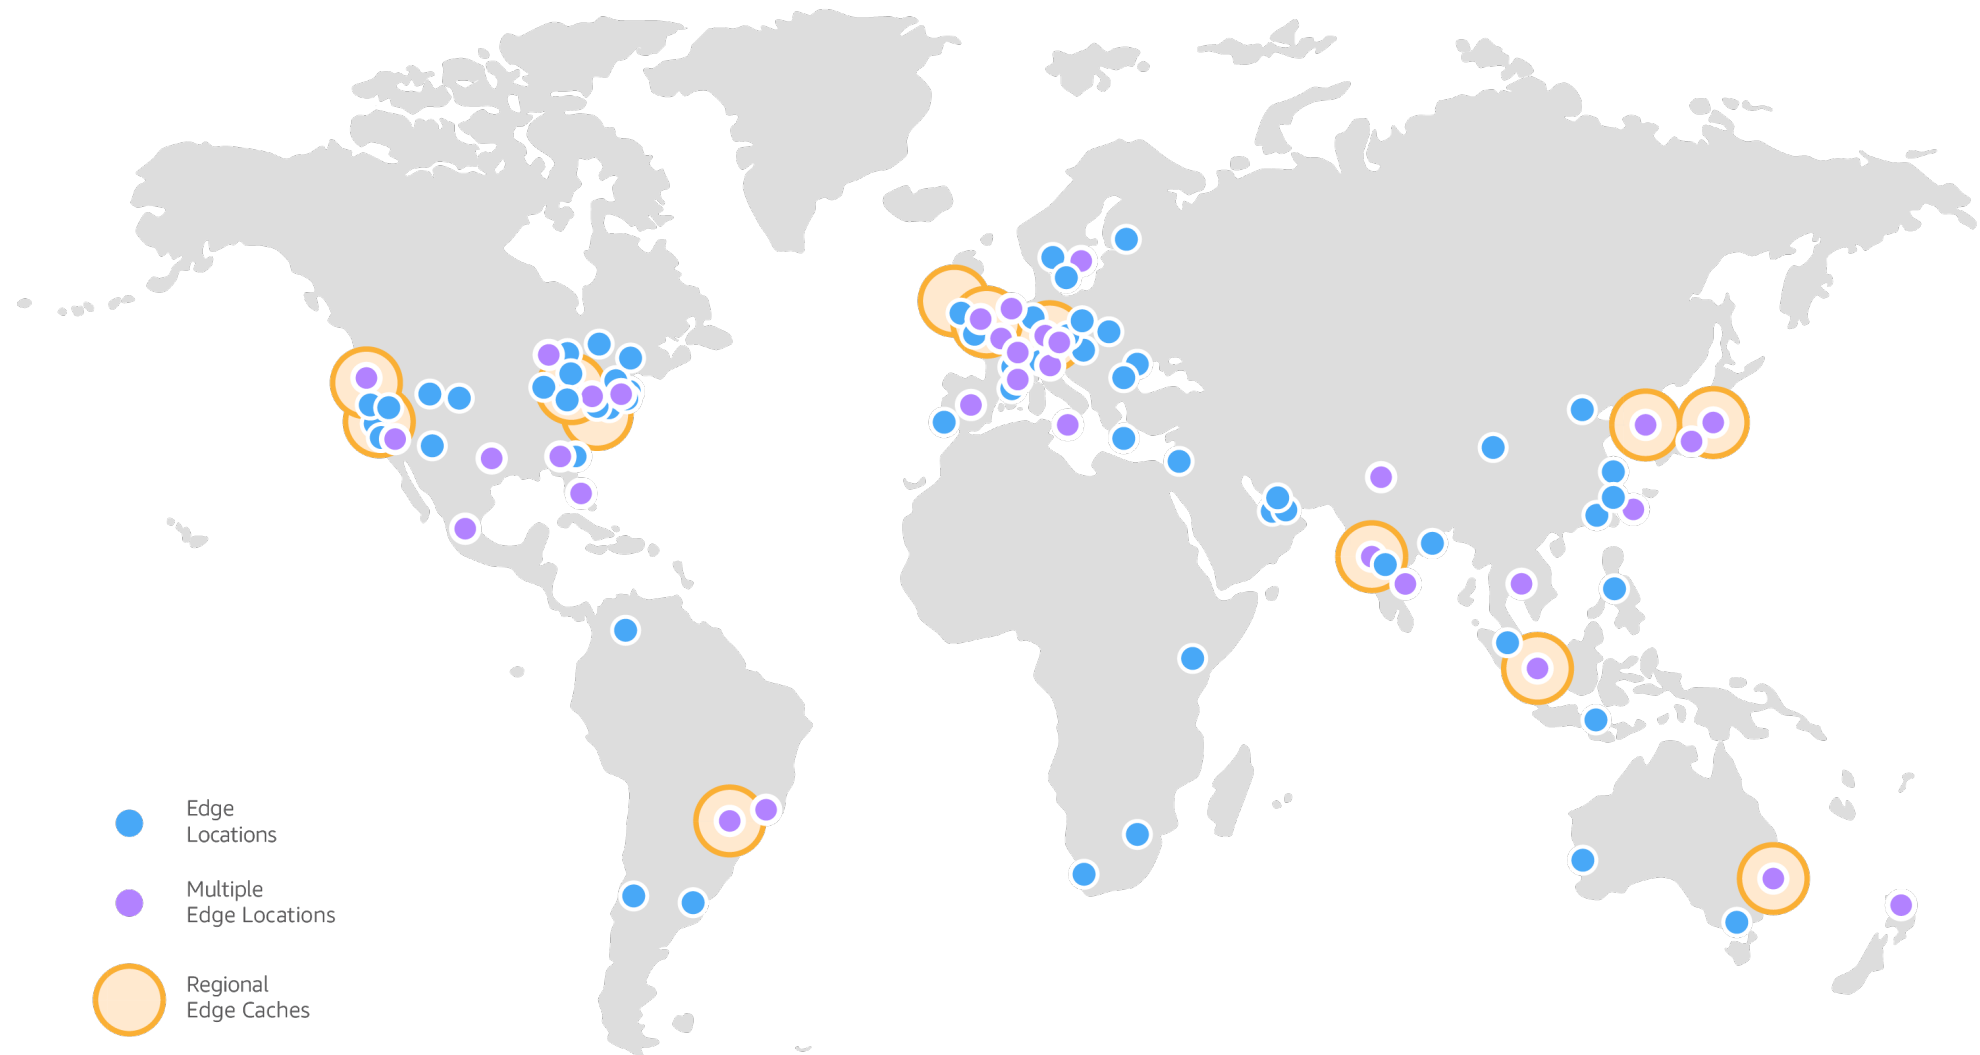 Edge
Locations
Multiple
Edge Locations
Regional
Edge Caches